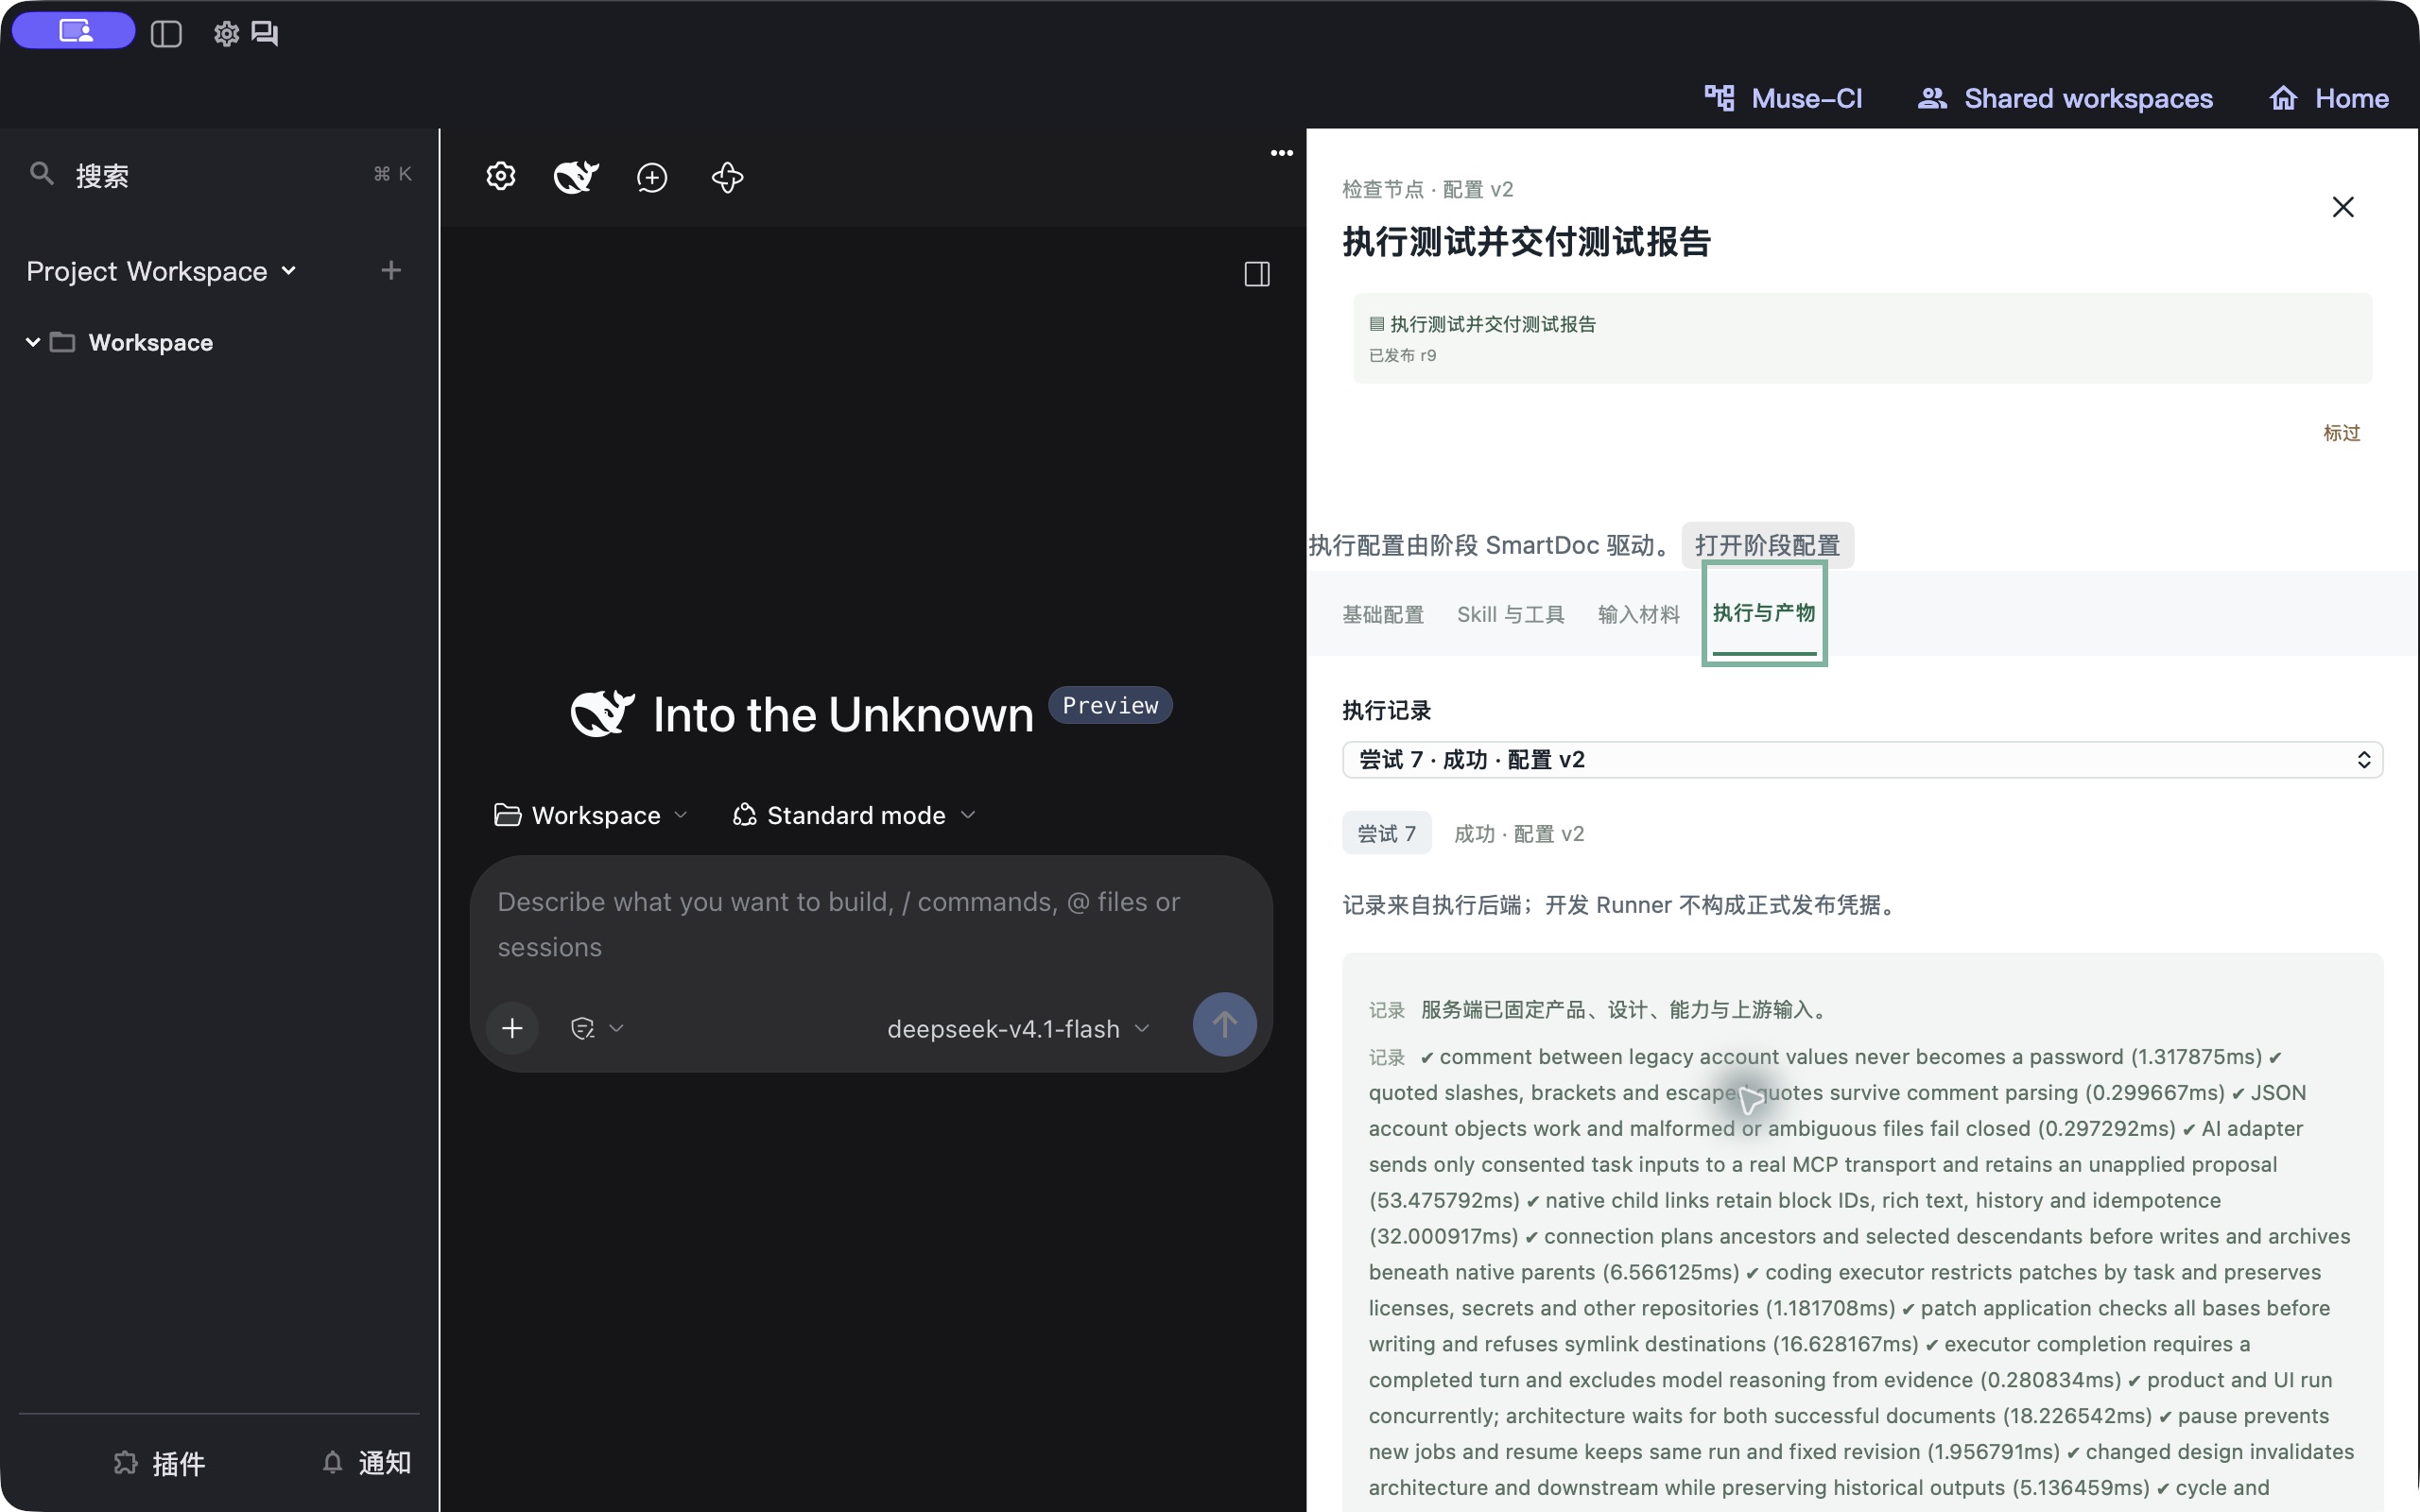 Muse-CI
Shared workspaces
Home
搜索
⌘ K
Project Workspace
Workspace
插件
通知
Into the Unknown
Preview
Workspace
Standard mode
Describe what you want to build, / commands, @ files or
sessions
deepseek-v4.1-flash
检查节点 · 配置 v2
执行测试并交付测试报告
执行测试并交付测试报告
已发布 r9
标过
执行配置由阶段 SmartDoc 驱动。 打开阶段配置
基础配置 Skill 与工具 输入材料 执行与产物
执行记录
尝试 7 · 成功 · 配置 v2
尝试 7 成功 · 配置 v2
记录来自执行后端；开发 Runner 不构成正式发布凭据。
记录 服务端已固定产品、设计、能力与上游输入。
记录 ✔ comment between legacy account values never becomes a password (1.317875ms) ✔
quoted slashes, brackets and escaped quotes survive comment parsing (0.299667ms) ✔ JSON
account objects work and malformed or ambiguous files fail closed (0.297292ms) ✔ AI adapter
sends only consented task inputs to a real MCP transport and retains an unapplied proposal
(53.475792ms) ✔ native child links retain block IDs, rich text, history and idempotence
(32.000917ms) ✔ connection plans ancestors and selected descendants before writes and archives
beneath native parents (6.566125ms) ✔ coding executor restricts patches by task and preserves
licenses, secrets and other repositories (1.181708ms) ✔ patch application checks all bases before
writing and refuses symlink destinations (16.628167ms) ✔ executor completion requires a
completed turn and excludes model reasoning from evidence (0.280834ms) ✔ product and UI run
concurrently; architecture waits for both successful documents (18.226542ms) ✔ pause prevents
new jobs and resume keeps same run and fixed revision (1.956791ms) ✔ changed design invalidates
architecture and downstream while preserving historical outputs (5.136459ms) ✔ cycle and